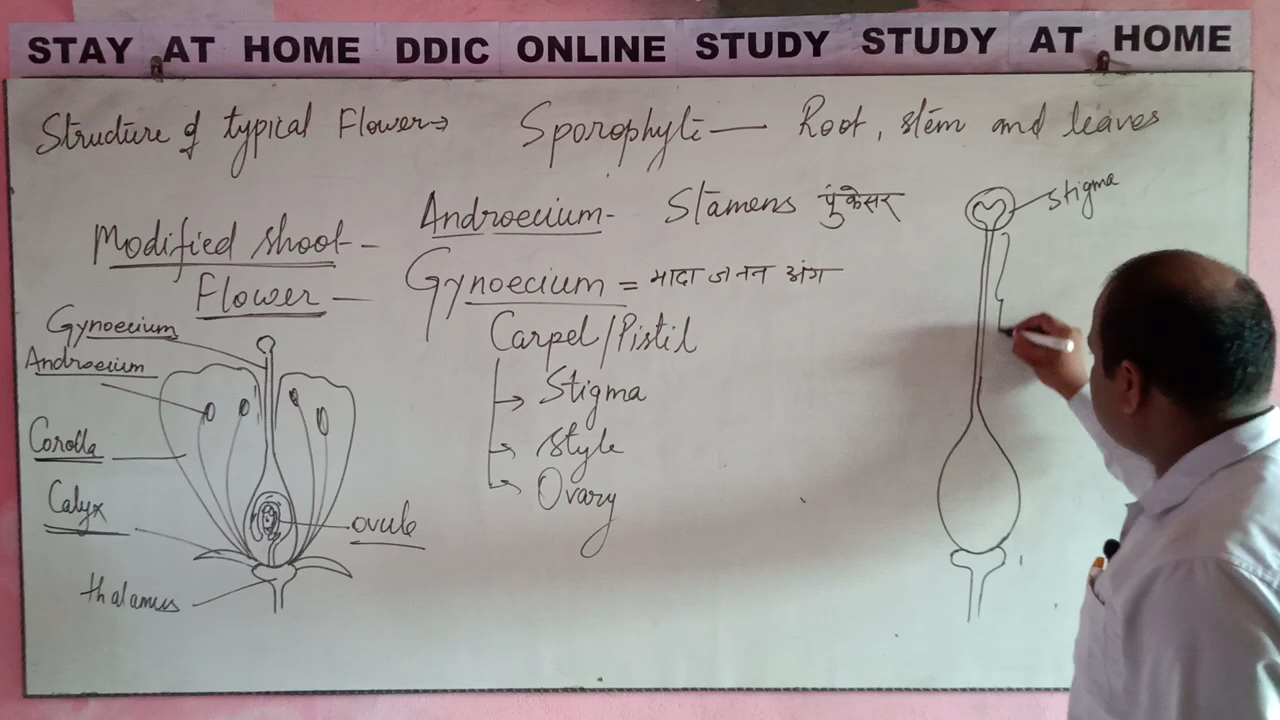 STAY AT HOME DDIC ONLINE STUDY STUDY AT HOME
Structure of typical Flower→ Sporophyte — Root, stem and leaves
Modified shoot –
Flower —
Androecium - Stamens पुंकेसर
Gynoecium = मादा जनन अंग
Carpel/Pistil
→ Stigma
→ style
→ Ovary
Gynoecium
Androecium
Corolla
Calyx
thalamus
ovule
stigma